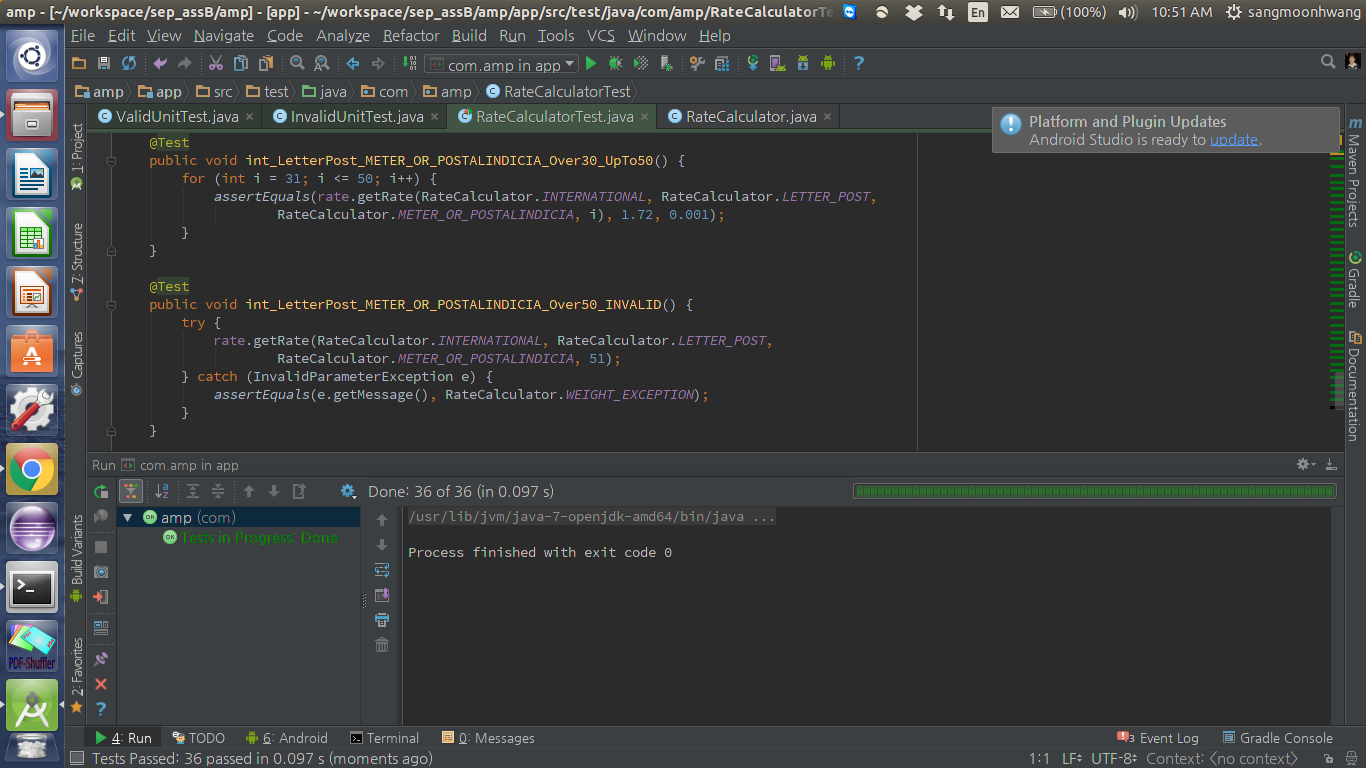 amp - [~/workspace/sep_assB/amp] - [app] - ~/workspace/sep_assB/amp/app/src/test/java/com/amp/RateCalculatorTe
En (100%) 10:51 AM sangmoonhwang
File Edit View Navigate Code Analyze Refactor Build Run Tools VCS Window Help
com.amp in app
amp app src test java com amp RateCalculatorTest
ValidUnitTest.java InvalidUnitTest.java RateCalculatorTest.java RateCalculator.java
Platform and Plugin Updates
Android Studio is ready to update.
@Test
public void int_LetterPost_METER_OR_POSTALINDICIA_Over30_UpTo50() {
for (int i = 31; i <= 50; i++) {
assertEquals(rate.getRate(RateCalculator.INTERNATIONAL, RateCalculator.LETTER_POST,
RateCalculator.METER_OR_POSTALINDICIA, i), 1.72, 0.001);
}
}
@Test
public void int_LetterPost_METER_OR_POSTALINDICIA_Over50_INVALID() {
try {
rate.getRate(RateCalculator.INTERNATIONAL, RateCalculator.LETTER_POST,
RateCalculator.METER_OR_POSTALINDICIA, 51);
} catch (InvalidParameterException e) {
assertEquals(e.getMessage(), RateCalculator.WEIGHT_EXCEPTION);
}
}
1: Project
7: Structure
Captures
Build Variants
2: Favorites
Maven Projects
Gradle
Documentation
Run com.amp in app
Done: 36 of 36 (in 0.097 s)
amp (com)
Tests in Progress: Done
/usr/lib/jvm/java-7-openjdk-amd64/bin/java ...
Process finished with exit code 0
PDF-Shuffler
4: Run TODO 6: Android Terminal 0: Messages Event Log Gradle Console
Tests Passed: 36 passed in 0.097 s (moments ago) 1:1 LF UTF-8 Context: <no context>